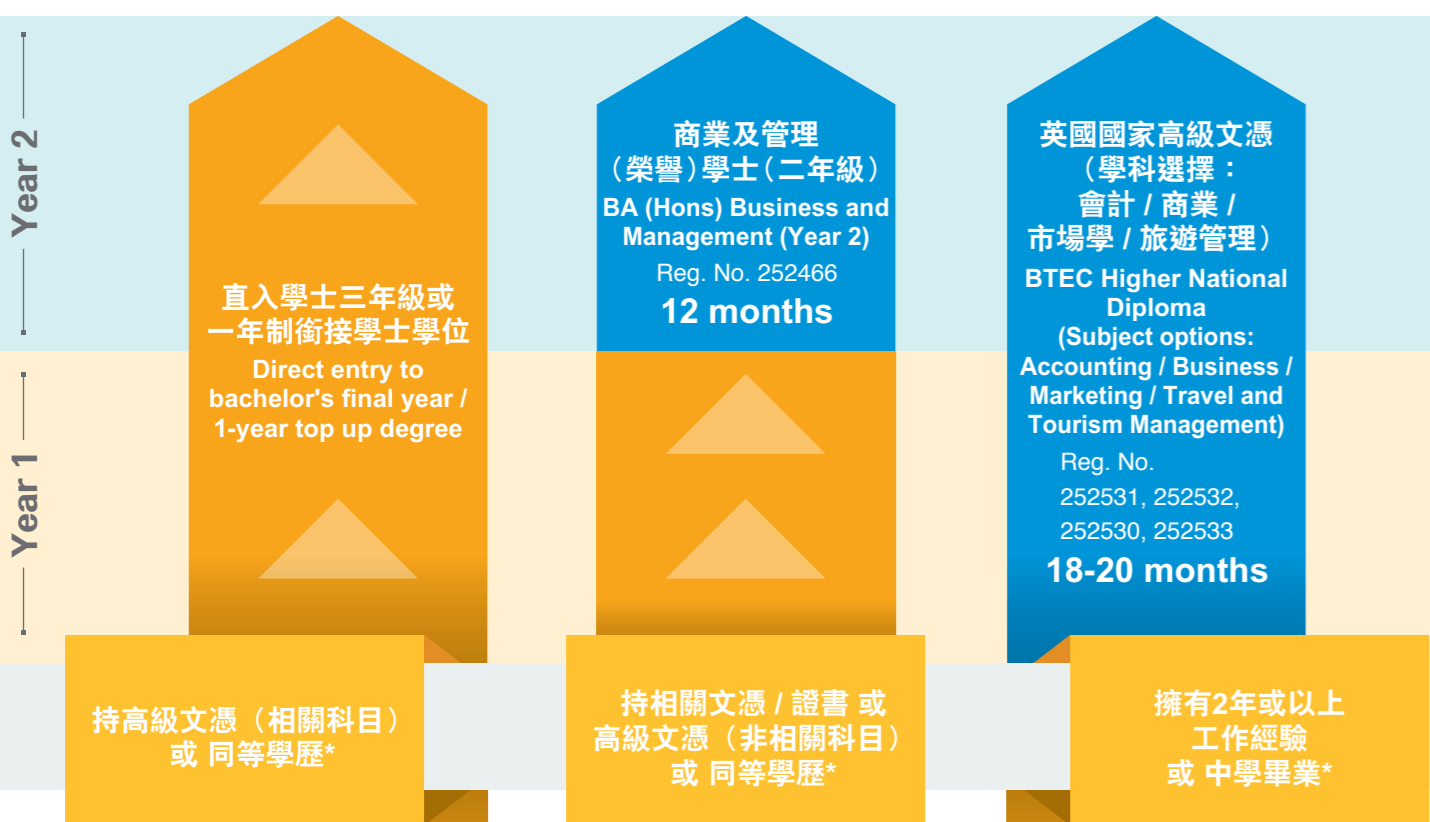 Year 2
Year 1
直入學士三年級或
一年制銜接學士學位
Direct entry to
bachelor's final year /
1-year top up degree
持高級文憑（相關科目）
或 同等學歷*
商業及管理
（榮譽）學士（二年級）
BA (Hons) Business and
Management (Year 2)
Reg. No. 252466
12 months
持相關文憑 / 證書 或
高級文憑（非相關科目）
或 同等學歷*
英國國家高級文憑
（學科選擇：
會計 / 商業 /
市場學 / 旅遊管理）
BTEC Higher National
Diploma
(Subject options:
Accounting / Business /
Marketing / Travel and
Tourism Management)
Reg. No.
252531, 252532,
252530, 252533
18-20 months
擁有2年或以上
工作經驗
或 中學畢業*